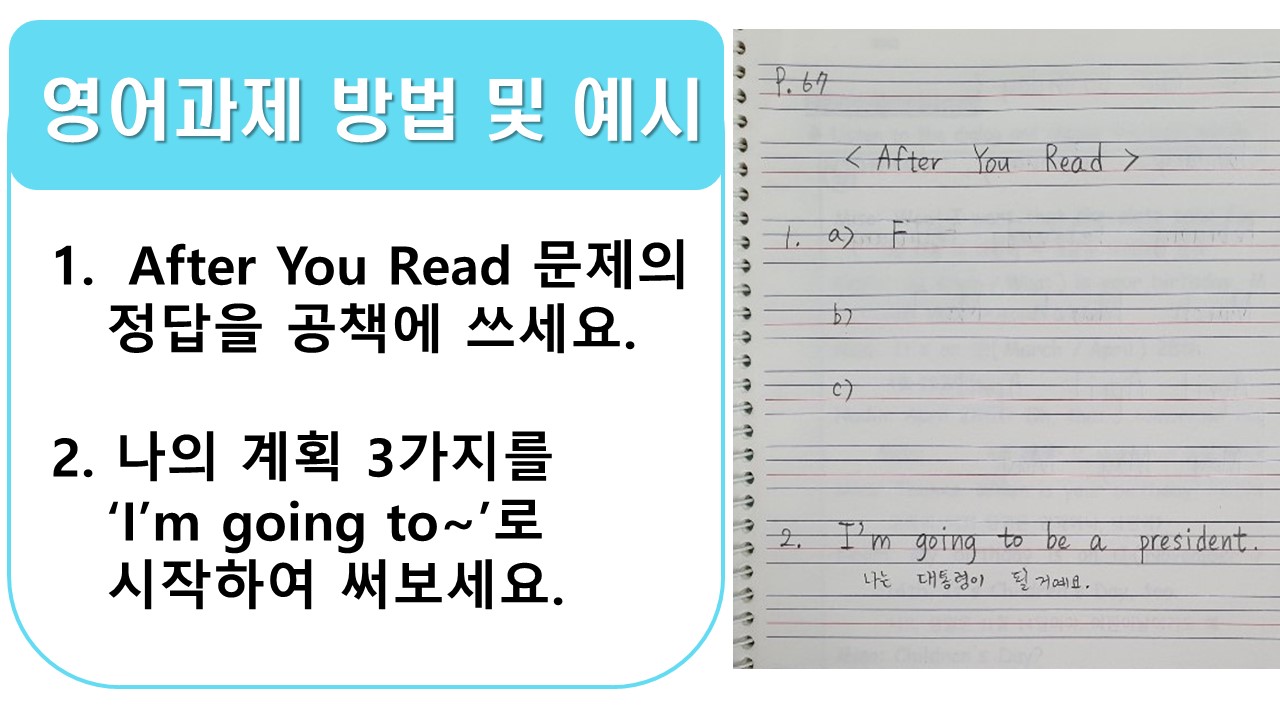 영어과제 방법 및 예시
1. After You Read 문제의
정답을 공책에 쓰세요.
2. 나의 계획 3가지를
‘I’m going to~’로
시작하여 써보세요.
P. 67
< After You Read >
1. a) F
b)
c)
2. I'm going to be a president.
나는 대통령이 될 거예요.